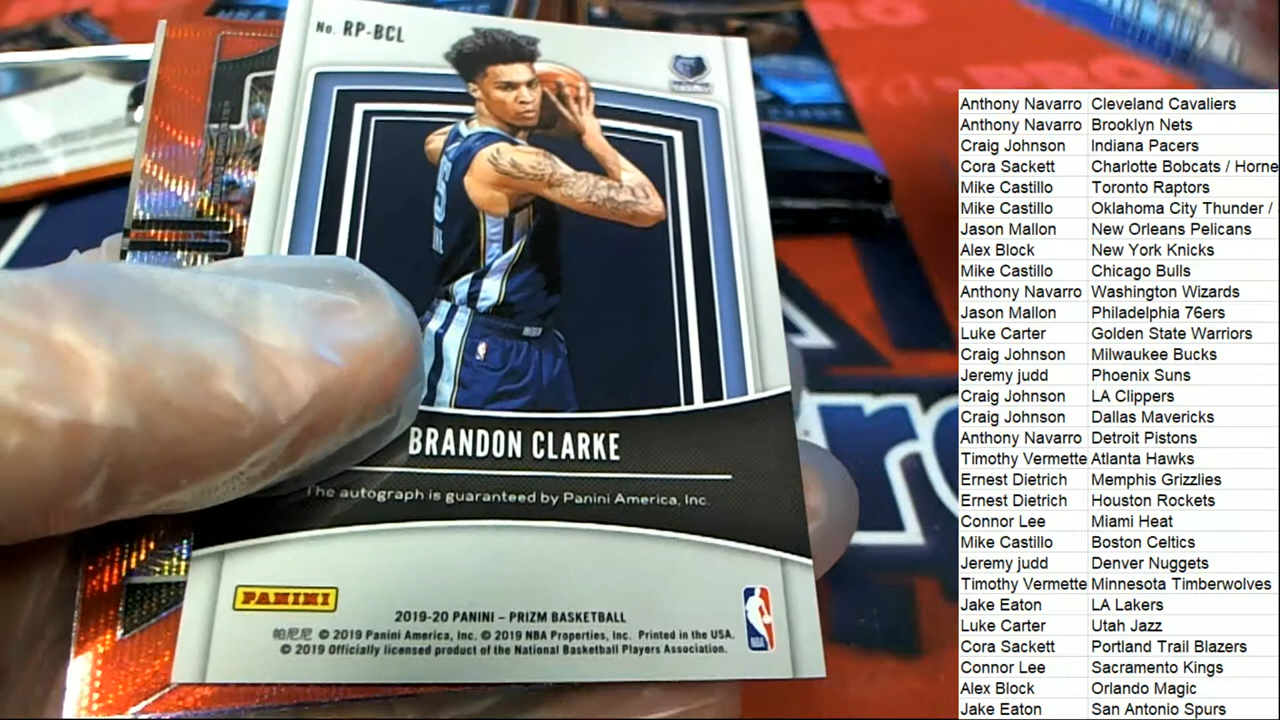 No. RP-BCL
BRANDON CLARKE
The autograph is guaranteed by Panini America, Inc.
PANINI
2019-20 PANINI – PRIZM BASKETBALL
帕尼尼 © 2019 Panini America, Inc. © 2019 NBA Properties, Inc. Printed in the USA.
© 2019 Officially licensed product of the National Basketball Players Association.
NBA
Anthony Navarro Cleveland Cavaliers
Anthony Navarro Brooklyn Nets
Craig Johnson Indiana Pacers
Cora Sackett Charlotte Bobcats / Horne
Mike Castillo Toronto Raptors
Mike Castillo Oklahoma City Thunder /
Jason Mallon New Orleans Pelicans
Alex Block New York Knicks
Mike Castillo Chicago Bulls
Anthony Navarro Washington Wizards
Jason Mallon Philadelphia 76ers
Luke Carter Golden State Warriors
Craig Johnson Milwaukee Bucks
Jeremy judd Phoenix Suns
Craig Johnson LA Clippers
Craig Johnson Dallas Mavericks
Anthony Navarro Detroit Pistons
Timothy Vermette Atlanta Hawks
Ernest Dietrich Memphis Grizzlies
Ernest Dietrich Houston Rockets
Connor Lee Miami Heat
Mike Castillo Boston Celtics
Jeremy judd Denver Nuggets
Timothy Vermette Minnesota Timberwolves
Jake Eaton LA Lakers
Luke Carter Utah Jazz
Cora Sackett Portland Trail Blazers
Connor Lee Sacramento Kings
Alex Block Orlando Magic
Jake Eaton San Antonio Spurs